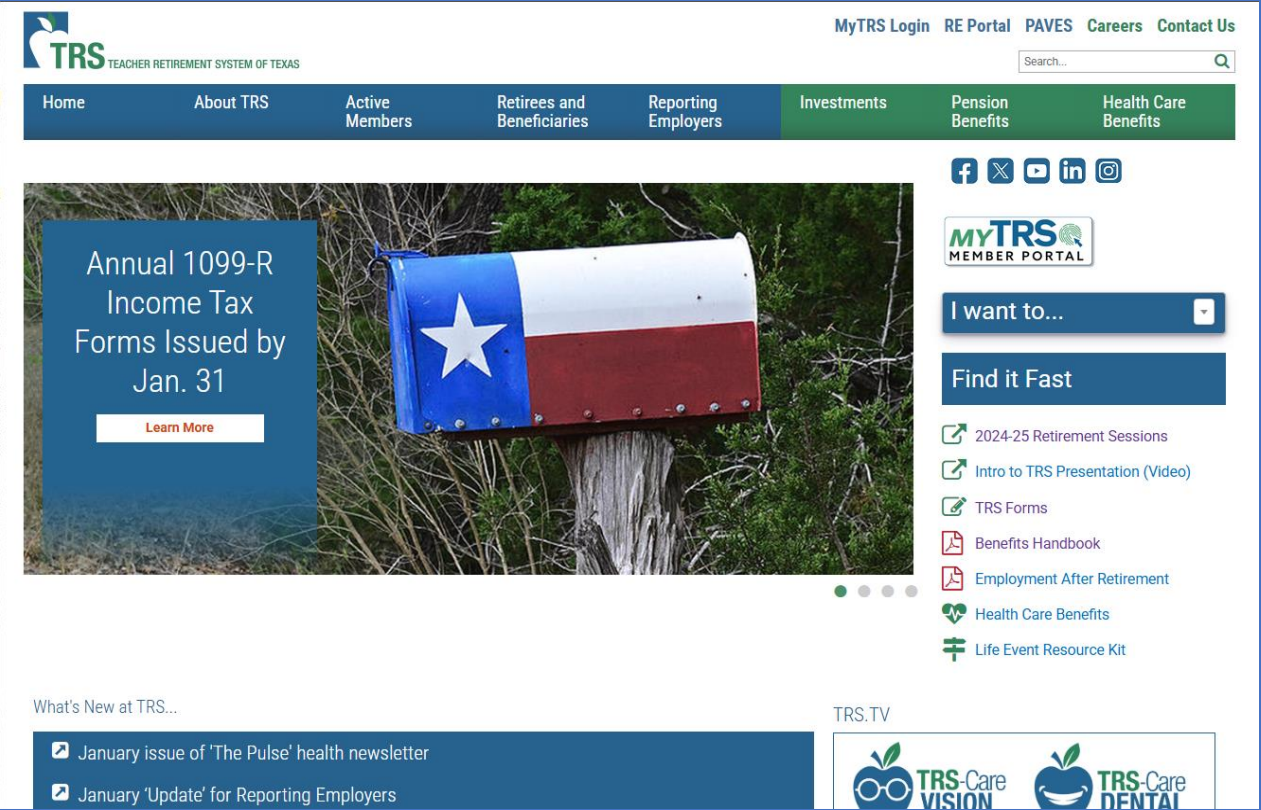 MyTRS Login RE Portal PAVES Careers Contact Us
TRS TEACHER RETIREMENT SYSTEM OF TEXAS
Search...
Home
About TRS
Active
Members
Retirees and
Beneficiaries
Reporting
Employers
Investments
Pension
Benefits
Health Care
Benefits
Annual 1099-R
Income Tax
Forms Issued by
Jan. 31
Learn More
MYTRS
MEMBER PORTAL
I want to...
Find it Fast
2024-25 Retirement Sessions
Intro to TRS Presentation (Video)
TRS Forms
Benefits Handbook
Employment After Retirement
Health Care Benefits
Life Event Resource Kit
What's New at TRS...
January issue of 'The Pulse' health newsletter
January ‘Update’ for Reporting Employers
TRS.TV
TRS-Care
VISION
TRS-Care
DENTAL